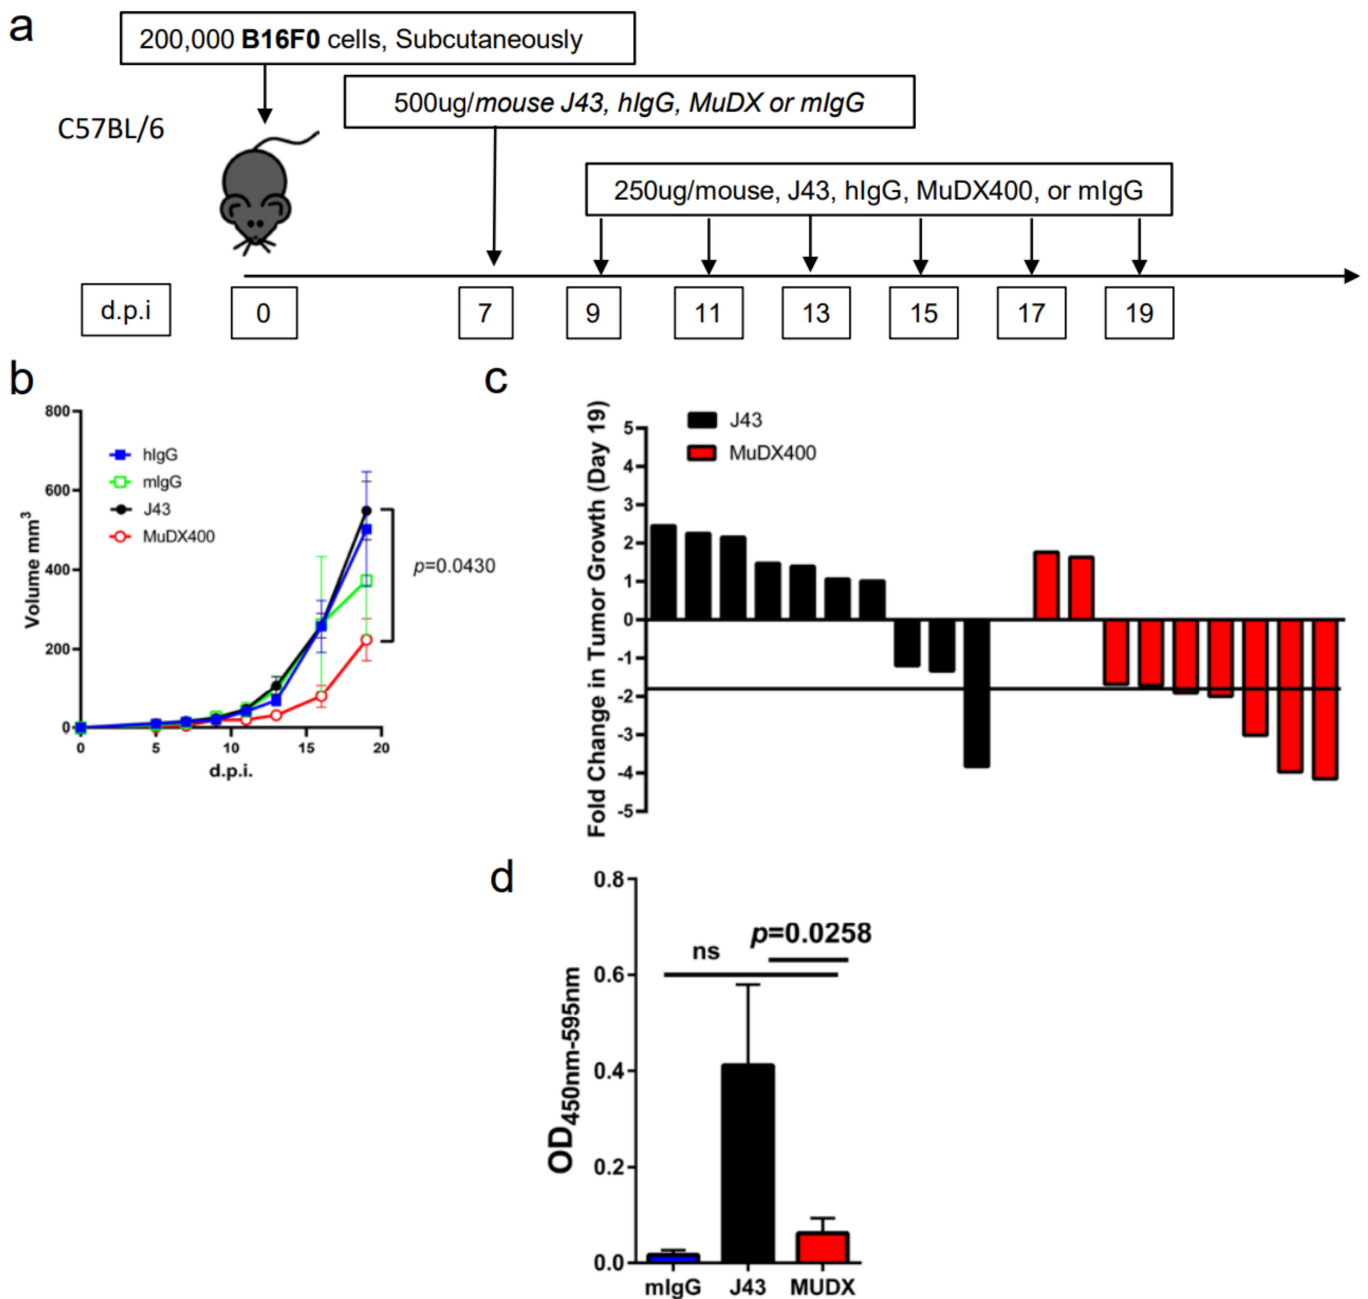 a
200,000 B16F0 cells, Subcutaneously
500ug/mouse J43, hIgG, MuDX or mIgG
C57BL/6
250ug/mouse, J43, hIgG, MuDX400, or mIgG
d.p.i
0
7
9
11
13
15
17
19
b
800
600
400
200
0
Volume mm³
hIgG
mIgG
J43
MuDX400
p=0.0430
0
5
10
15
20
d.p.i.
c
Fold Change in Tumor Growth (Day 19)
5
4
3
2
1
0
-1
-2
-3
-4
-5
J43
MuDX400
d
OD450nm-595nm
0.8
0.6
0.4
0.2
0.0
ns
p=0.0258
mIgG
J43
MUDX